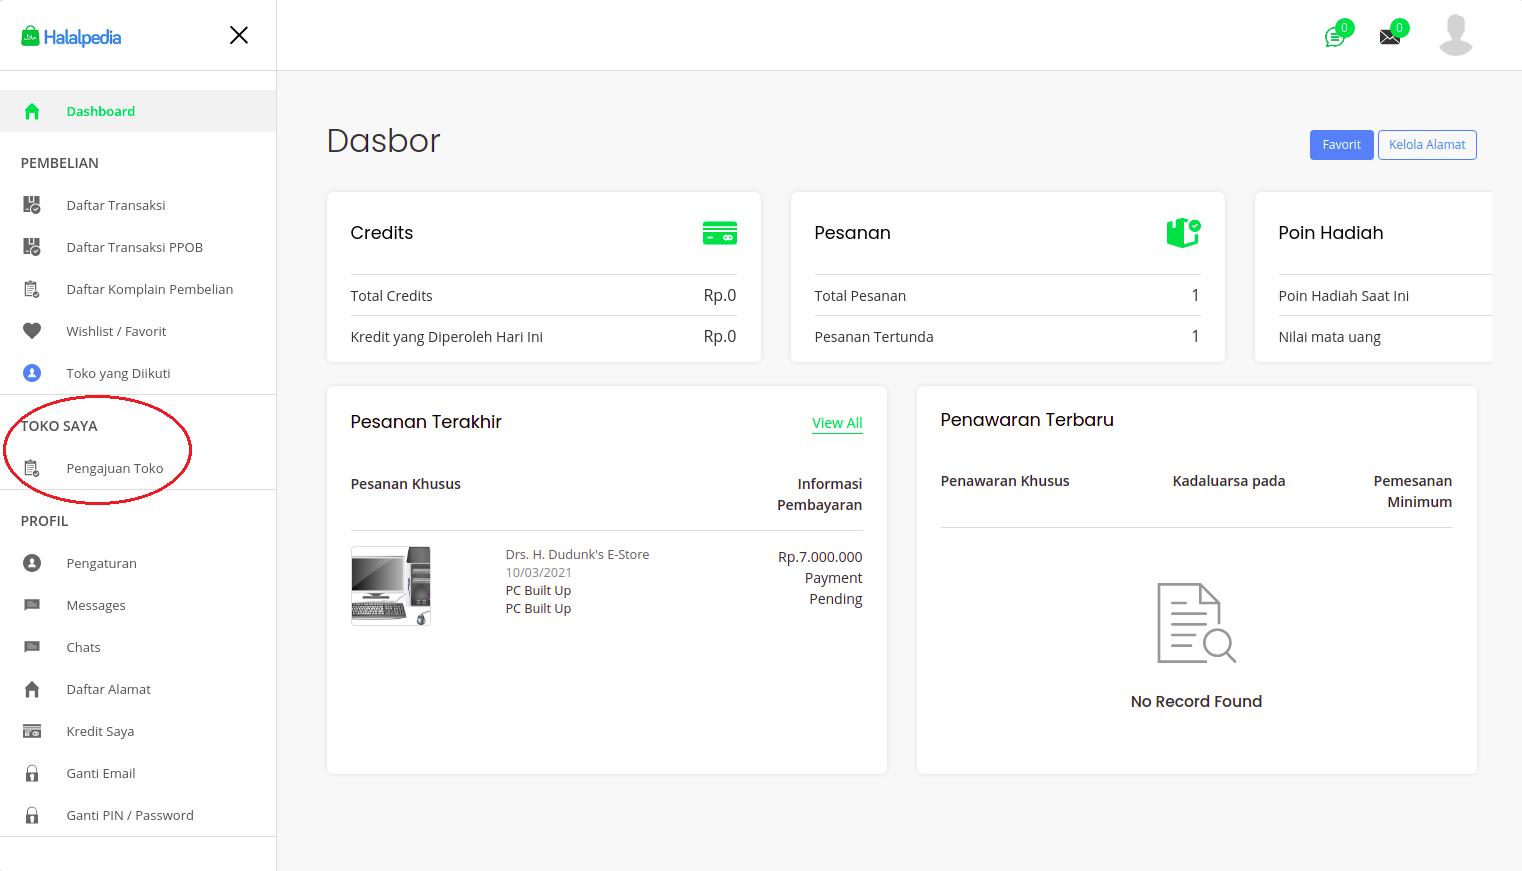 Halalpedia
0
0
Dashboard
PEMBELIAN
Daftar Transaksi
Daftar Transaksi PPOB
Daftar Komplain Pembelian
Wishlist / Favorit
Toko yang Diikuti
TOKO SAYA
Pengajuan Toko
PROFIL
Pengaturan
Messages
Chats
Daftar Alamat
Kredit Saya
Ganti Email
Ganti PIN / Password
Dasbor
Favorit
Kelola Alamat
Credits
Total Credits Rp.0
Kredit yang Diperoleh Hari Ini Rp.0
Pesanan
Total Pesanan 1
Pesanan Tertunda 1
Poin Hadiah
Poin Hadiah Saat Ini
Nilai mata uang
Pesanan Terakhir View All
Pesanan Khusus Informasi
Pembayaran
Drs. H. Dudunk's E-Store
10/03/2021
PC Built Up
PC Built Up
Rp.7.000.000
Payment
Pending
Penawaran Terbaru
Penawaran Khusus Kadaluarsa pada Pemesanan
Minimum
No Record Found